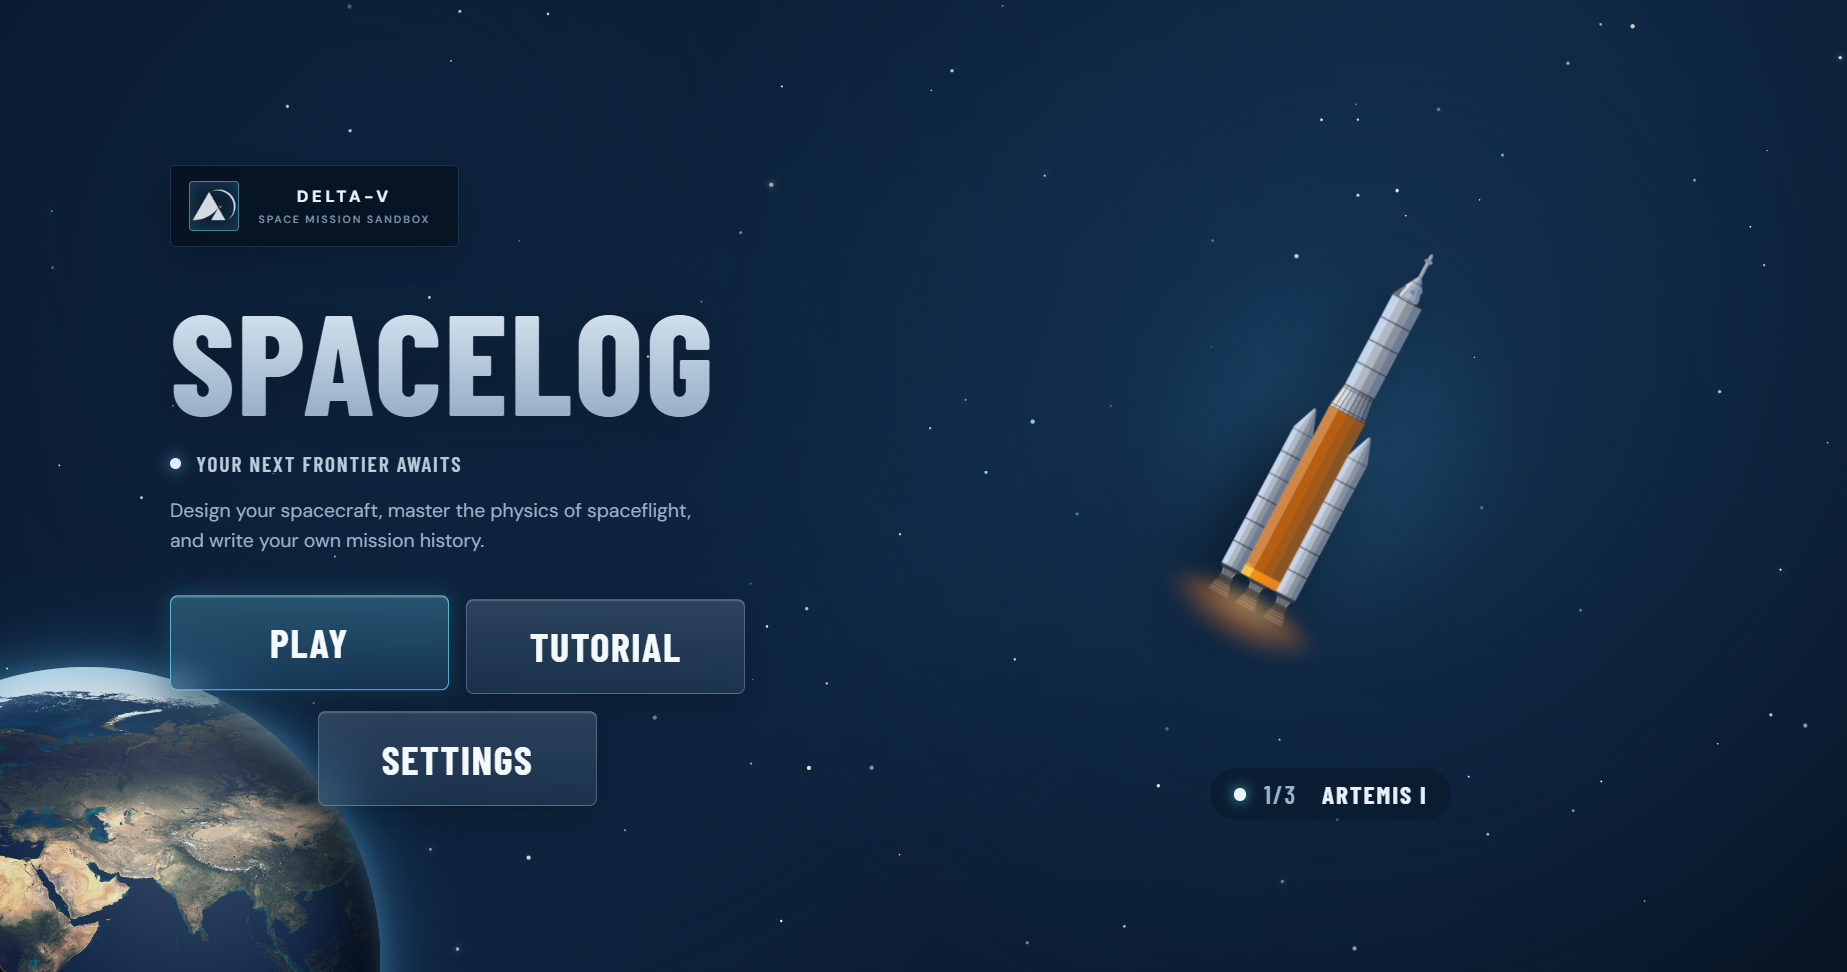 DELTA-V
SPACE MISSION SANDBOX
SPACELOG
YOUR NEXT FRONTIER AWAITS
Design your spacecraft, master the physics of spaceflight,
and write your own mission history.
PLAY
TUTORIAL
SETTINGS
1/3 ARTEMIS I